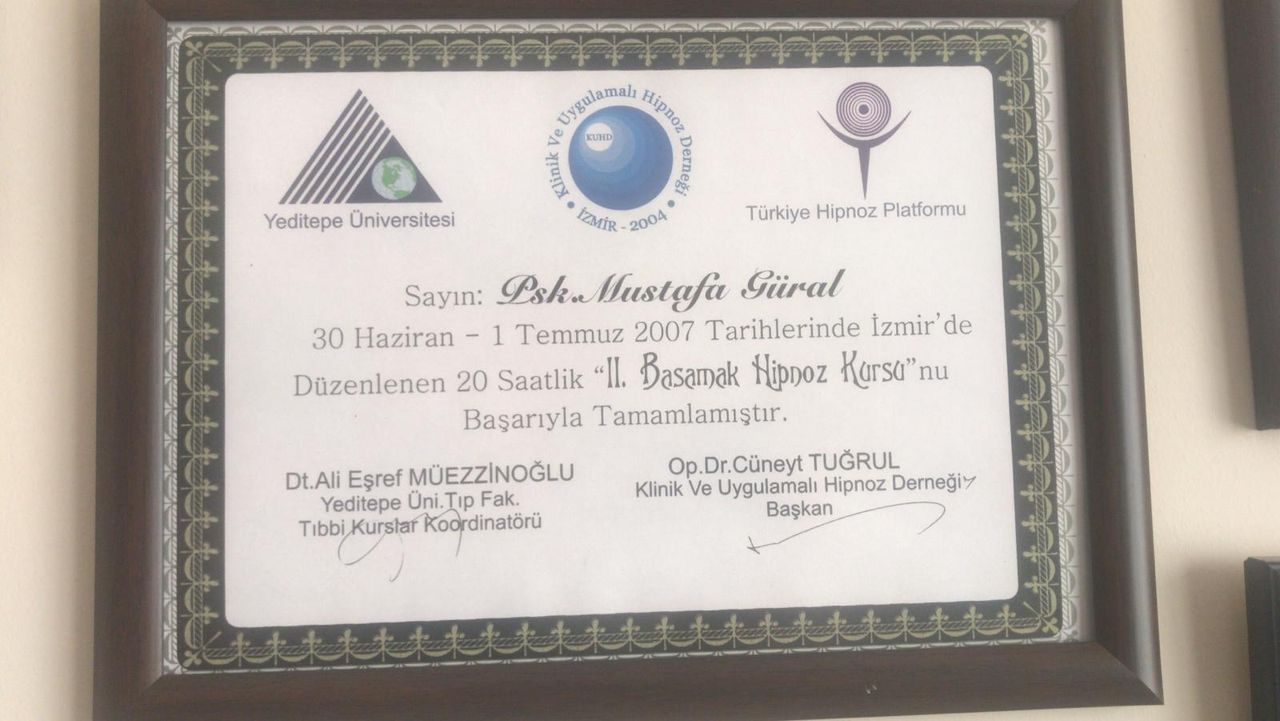 Klinik Ve Uygulamalı Hipnoz Derneği
KUHD
İZMİR - 2004
Yeditepe Üniversitesi
Türkiye Hipnoz Platformu
Sayın: Psk.Mustafa Güral
30 Haziran - 1 Temmuz 2007 Tarihlerinde İzmir'de
Düzenlenen 20 Saatlik "II. Basamak Hipnoz Kursu"nu
Başarıyla Tamamlamıştır.
Dt.Ali Eşref MÜEZZİNOĞLU
Yeditepe Üni.Tıp Fak.
Tıbbi Kurslar Koordinatörü
Op.Dr.Cüneyt TUĞRUL
Klinik Ve Uygulamalı Hipnoz Derneği
Başkan